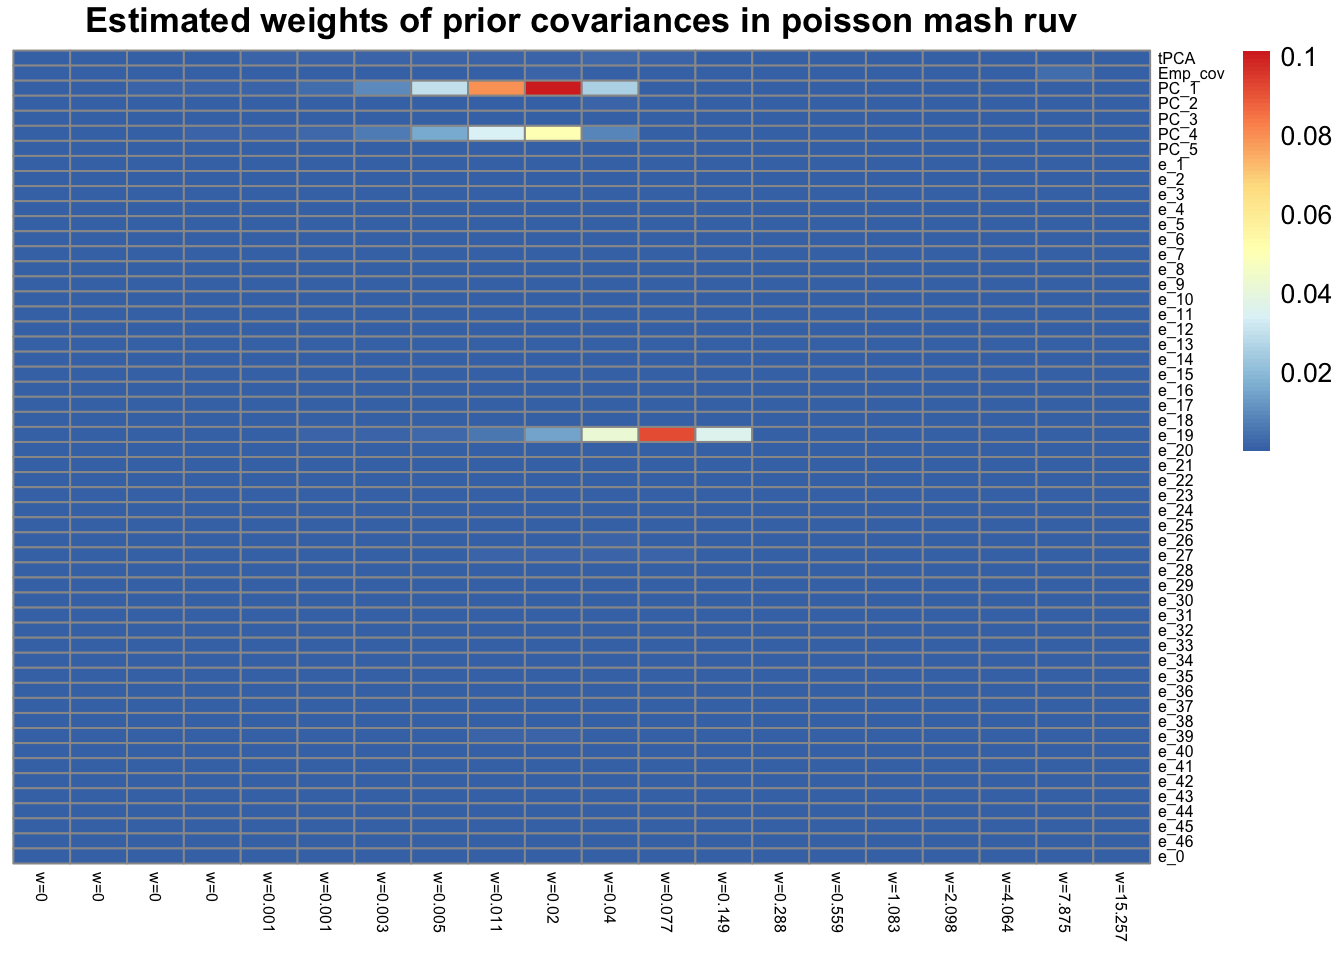 Estimated weights of prior covariances in poisson mash ruv
tPCA
Emp_cov
PC_1
PC_2
PC_3
PC_4
PC_5
e_1
e_2
e_3
e_4
e_5
e_6
e_7
e_8
e_9
e_10
e_11
e_12
e_13
e_14
e_15
e_16
e_17
e_18
e_19
e_20
e_21
e_22
e_23
e_24
e_25
e_26
e_27
e_28
e_29
e_30
e_31
e_32
e_33
e_34
e_35
e_36
e_37
e_38
e_39
e_40
e_41
e_42
e_43
e_44
e_45
e_46
e_0
w=0
w=0
w=0
w=0
w=0.001
w=0.001
w=0.003
w=0.005
w=0.011
w=0.02
w=0.04
w=0.077
w=0.149
w=0.288
w=0.559
w=1.083
w=2.098
w=4.064
w=7.875
w=15.257
0.1
0.08
0.06
0.04
0.02